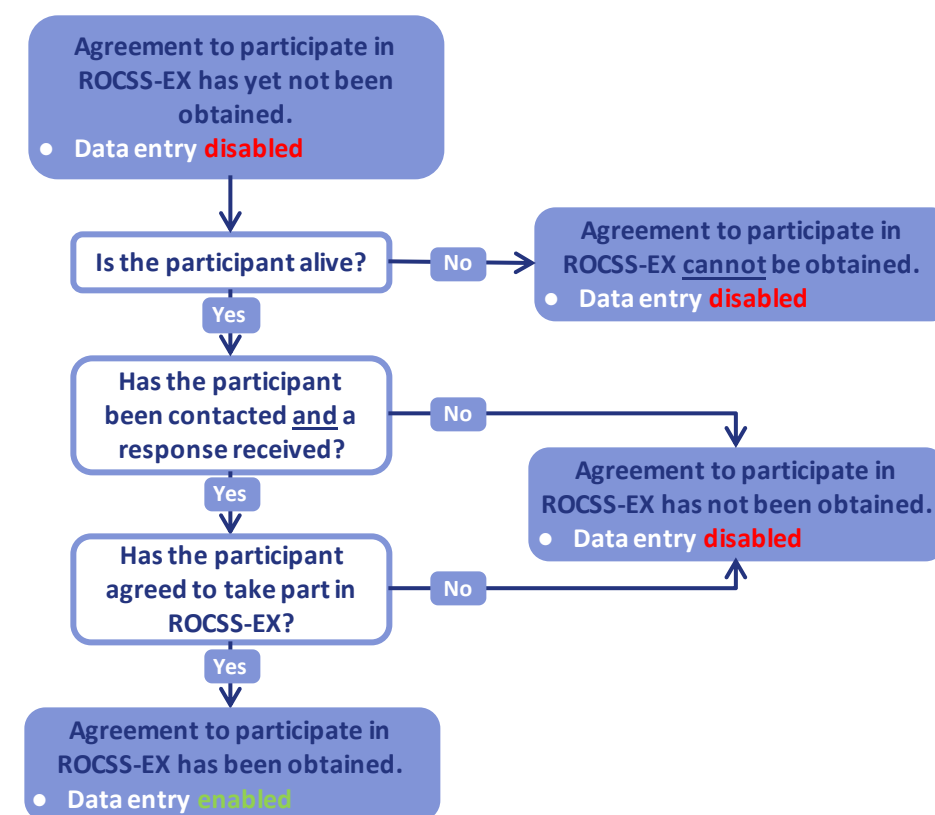 Agreement to participate in
ROCSS-EX has yet not been
obtained.
● Data entry disabled
Is the participant alive?
No
Agreement to participate in
ROCSS-EX cannot be obtained.
● Data entry disabled
Yes
Has the participant
been contacted and a
response received?
No
Agreement to participate in
ROCSS-EX has not been obtained.
● Data entry disabled
Yes
Has the participant
agreed to take part in
ROCSS-EX?
No
Yes
Agreement to participate in
ROCSS-EX has been obtained.
● Data entry enabled